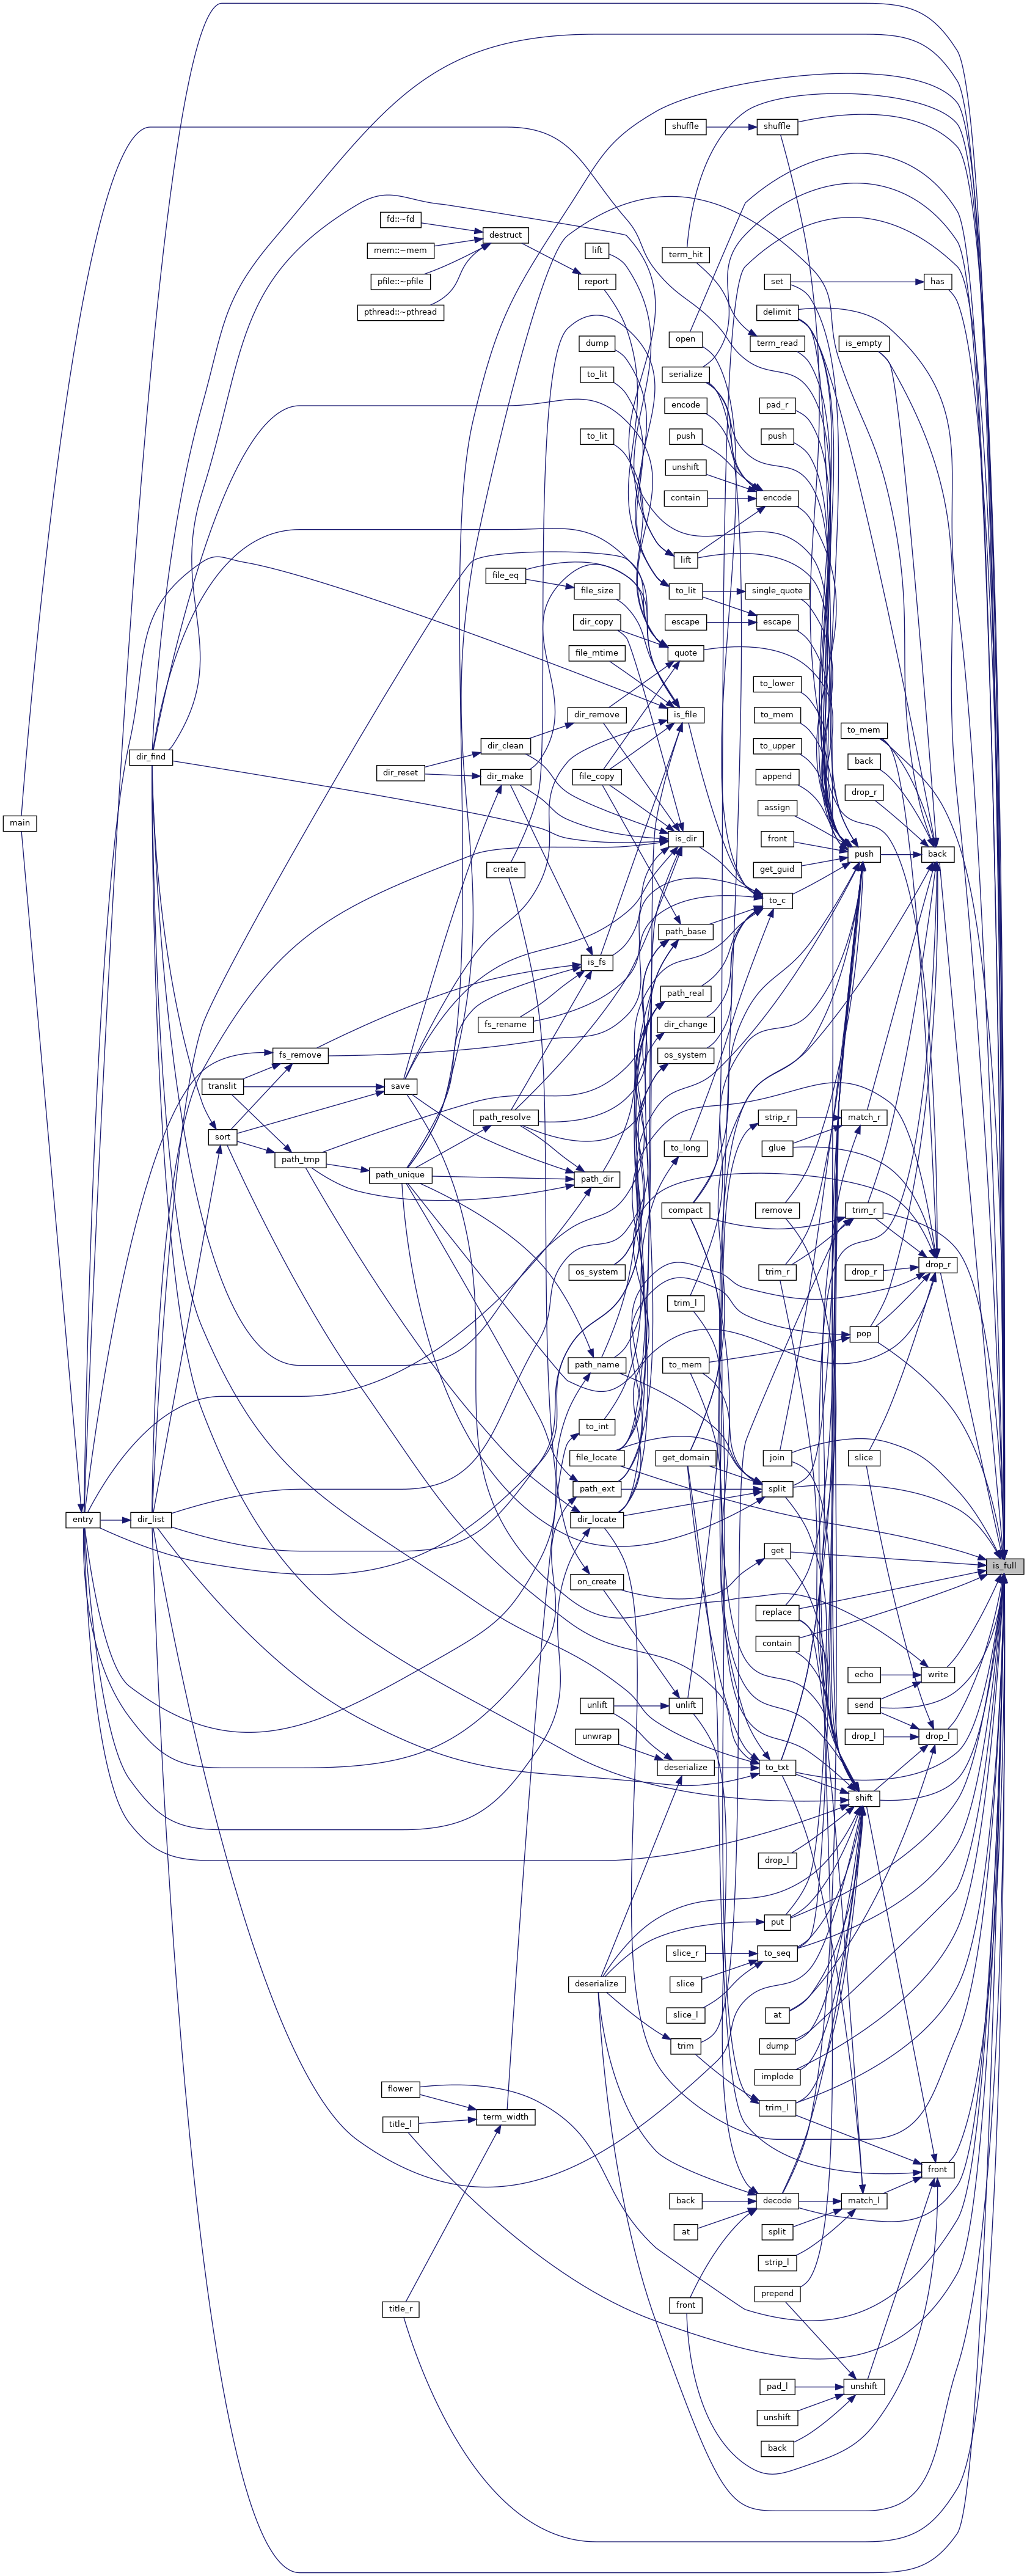 main
entry
dir_find
dir_list
translit
sort
fs_remove
path_tmp
fd::~fd
mem::~mem
pfile::~pfile
pthread::~pthread
dir_reset
save
path_unique
flower
title_l
title_r
destruct
file_eq
dir_clean
dir_make
create
fs_rename
path_resolve
term_width
lift
report
dump
to_lit
to_lit
file_size
dir_copy
file_mtime
dir_remove
file_copy
is_fs
path_dir
os_system
path_name
to_int
file_locate
path_ext
dir_locate
on_create
unlift
unwrap
deserialize
shuffle
term_hit
open
serialize
encode
push
unshift
contain
lift
to_lit
escape
quote
is_file
is_dir
path_base
path_real
dir_change
os_system
to_long
compact
trim_l
to_mem
get_domain
unlift
deserialize
slice_r
slice
slice_l
trim
back
at
front
shuffle
set
delimit
term_read
pad_r
push
encode
single_quote
escape
to_lower
to_mem
to_upper
append
assign
front
get_guid
to_c
strip_r
glue
remove
trim_r
join
split
get
replace
contain
to_txt
drop_l
put
to_seq
at
dump
implode
trim_l
decode
split
strip_l
prepend
pad_l
unshift
back
is_empty
to_mem
back
drop_r
push
match_r
trim_r
drop_r
pop
slice
echo
send
drop_l
shift
match_l
unshift
has
back
drop_r
write
drop_l
front
is_full